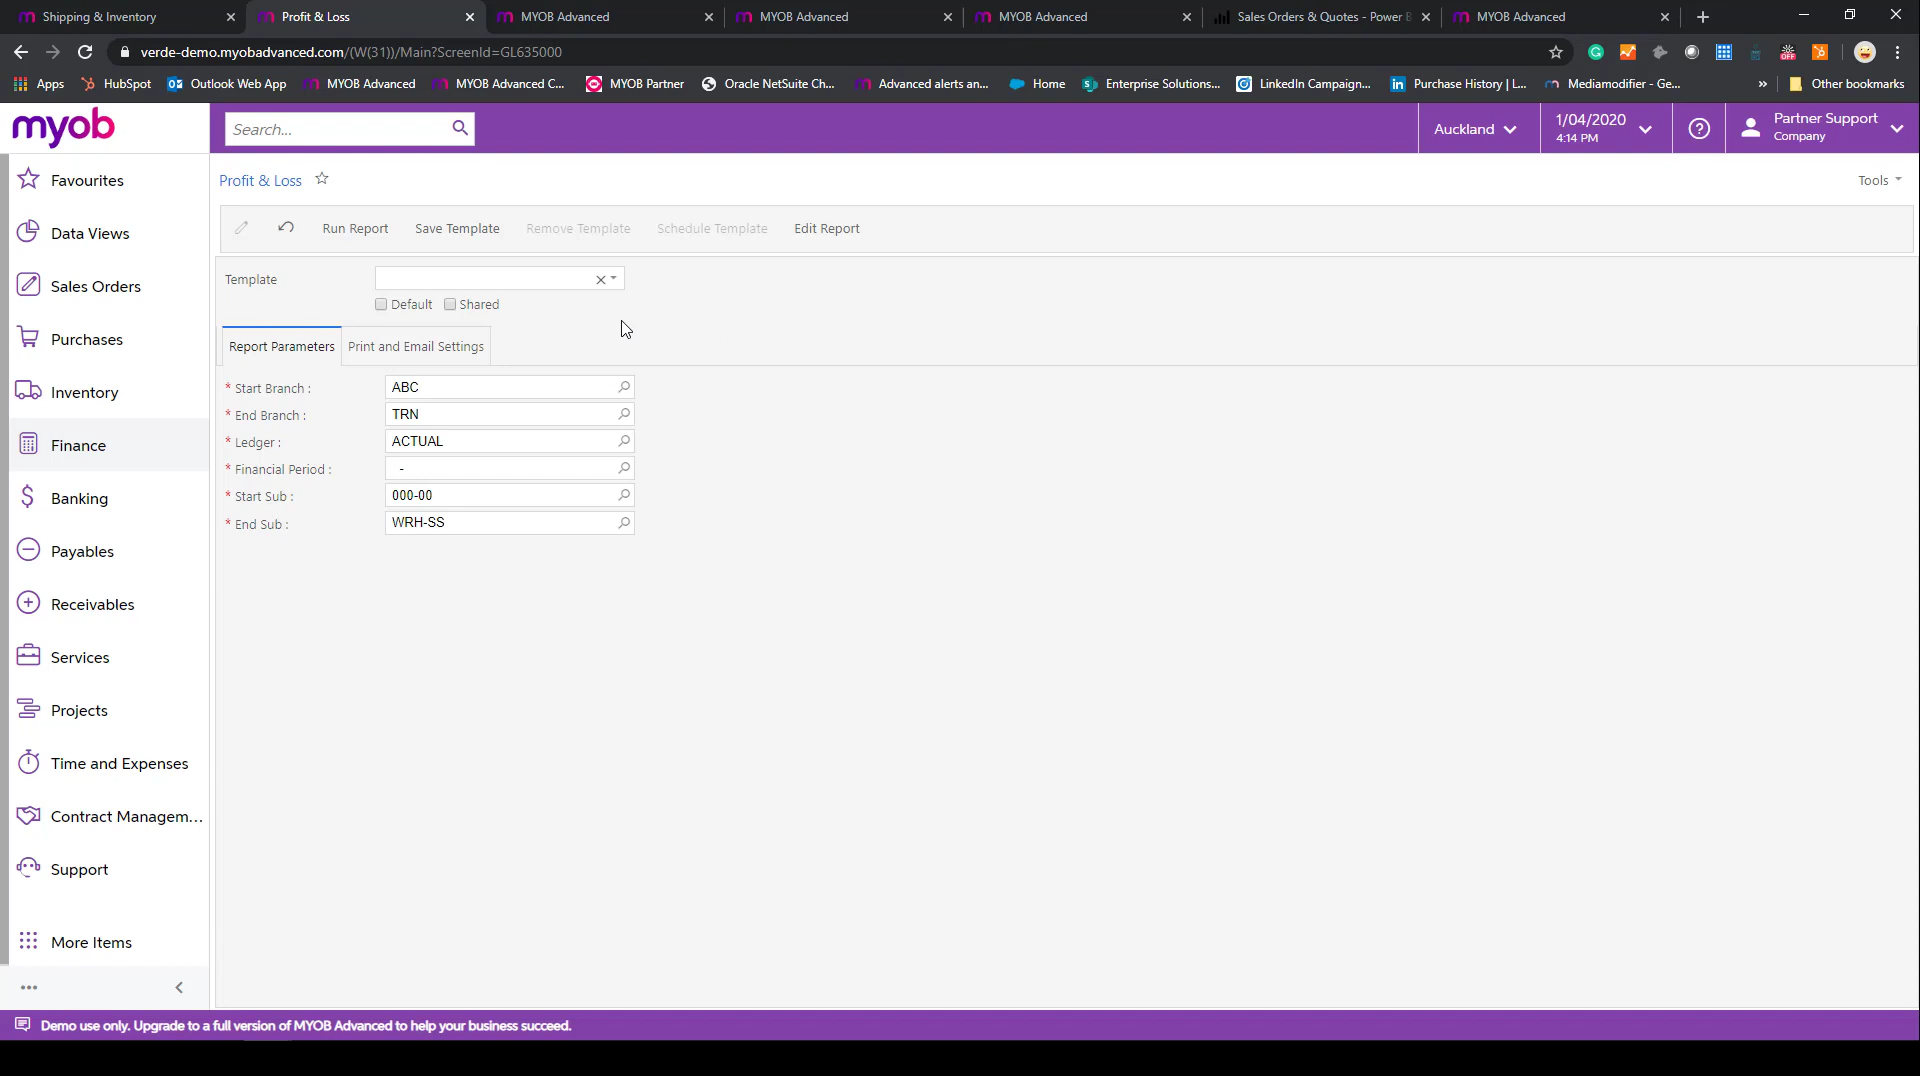 Shipping & Inventory
Profit & Loss
MYOB Advanced
MYOB Advanced
MYOB Advanced
Sales Orders & Quotes - Power B
MYOB Advanced
verde-demo.myobadvanced.com/(W(31))/Main?ScreenId=GL635000
Apps
HubSpot
Outlook Web App
MYOB Advanced
MYOB Advanced C...
MYOB Partner
Oracle NetSuite Ch...
Advanced alerts an...
Home
Enterprise Solutions...
LinkedIn Campaign...
Purchase History | L...
Mediamodifier - Ge...
»
Other bookmarks
myob
Search...
Auckland
1/04/2020
4:14 PM
Partner Support
Company
Favourites
Data Views
Sales Orders
Purchases
Inventory
Finance
Banking
Payables
Receivables
Services
Projects
Time and Expenses
Contract Managem...
Support
More Items
Profit & Loss
Tools
Run Report
Save Template
Remove Template
Schedule Template
Edit Report
Template
Default
Shared
Report Parameters
Print and Email Settings
* Start Branch : ABC
* End Branch : TRN
* Ledger : ACTUAL
* Financial Period : -
* Start Sub : 000-00
* End Sub : WRH-SS
Demo use only. Upgrade to a full version of MYOB Advanced to help your business succeed.